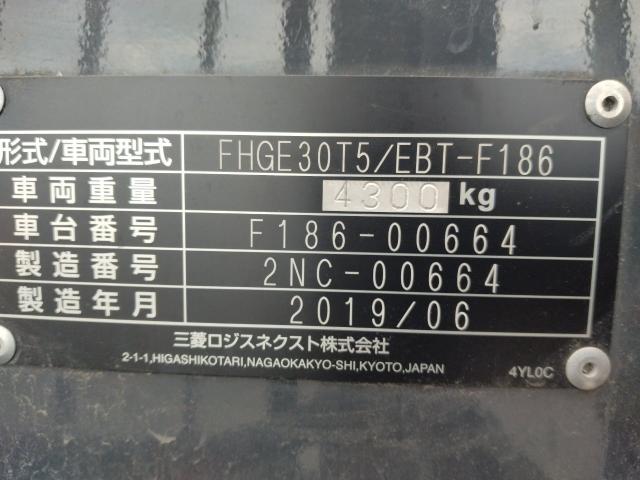 形式/車両型式 FHGE30T5/EBT-F186
車両重量 4300 kg
車台番号 F186-00664
製造番号 2NC-00664
製造年月 2019/06
三菱ロジスネクスト株式会社
2-1-1,HIGASHIKOTARI,NAGAOKAKYO-SHI,KYOTO,JAPAN
4YL0C